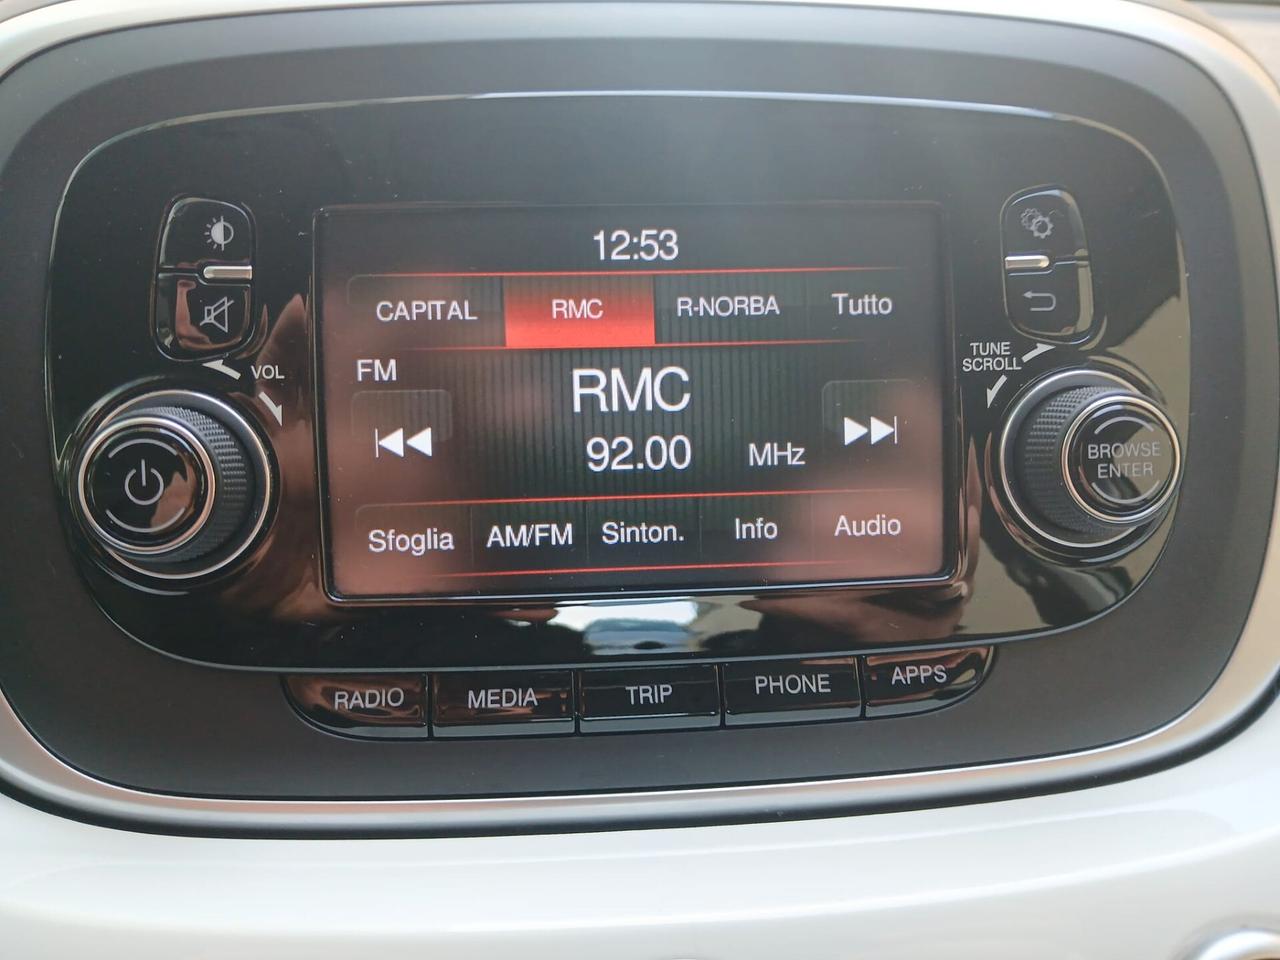 12:53
CAPITAL RMC R-NORBA Tutto
FM
RMC
92.00 MHz
Sfoglia AM/FM Sinton. Info Audio
VOL
TUNE
SCROLL
BROWSE
ENTER
RADIO MEDIA TRIP PHONE APPS